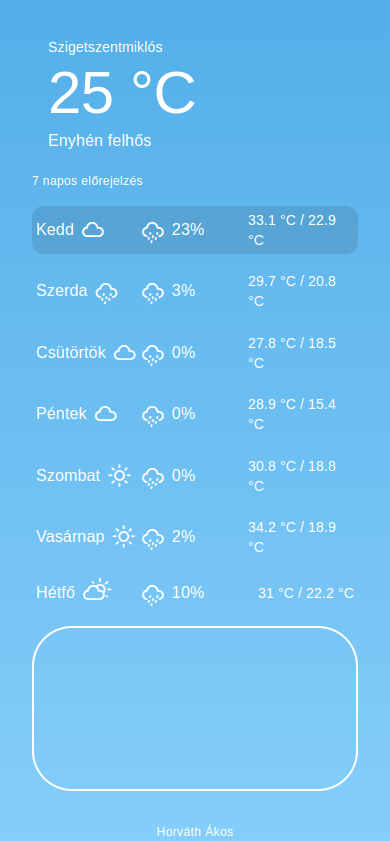 Szigetszentmiklós
25 °C
Enyhén felhős
7 napos előrejelzés
Kedd 23% 33.1 °C / 22.9 °C
Szerda 3% 29.7 °C / 20.8 °C
Csütörtök 0% 27.8 °C / 18.5 °C
Péntek 0% 28.9 °C / 15.4 °C
Szombat 0% 30.8 °C / 18.8 °C
Vasárnap 2% 34.2 °C / 18.9 °C
Hétfő 10% 31 °C / 22.2 °C
Horváth Ákos